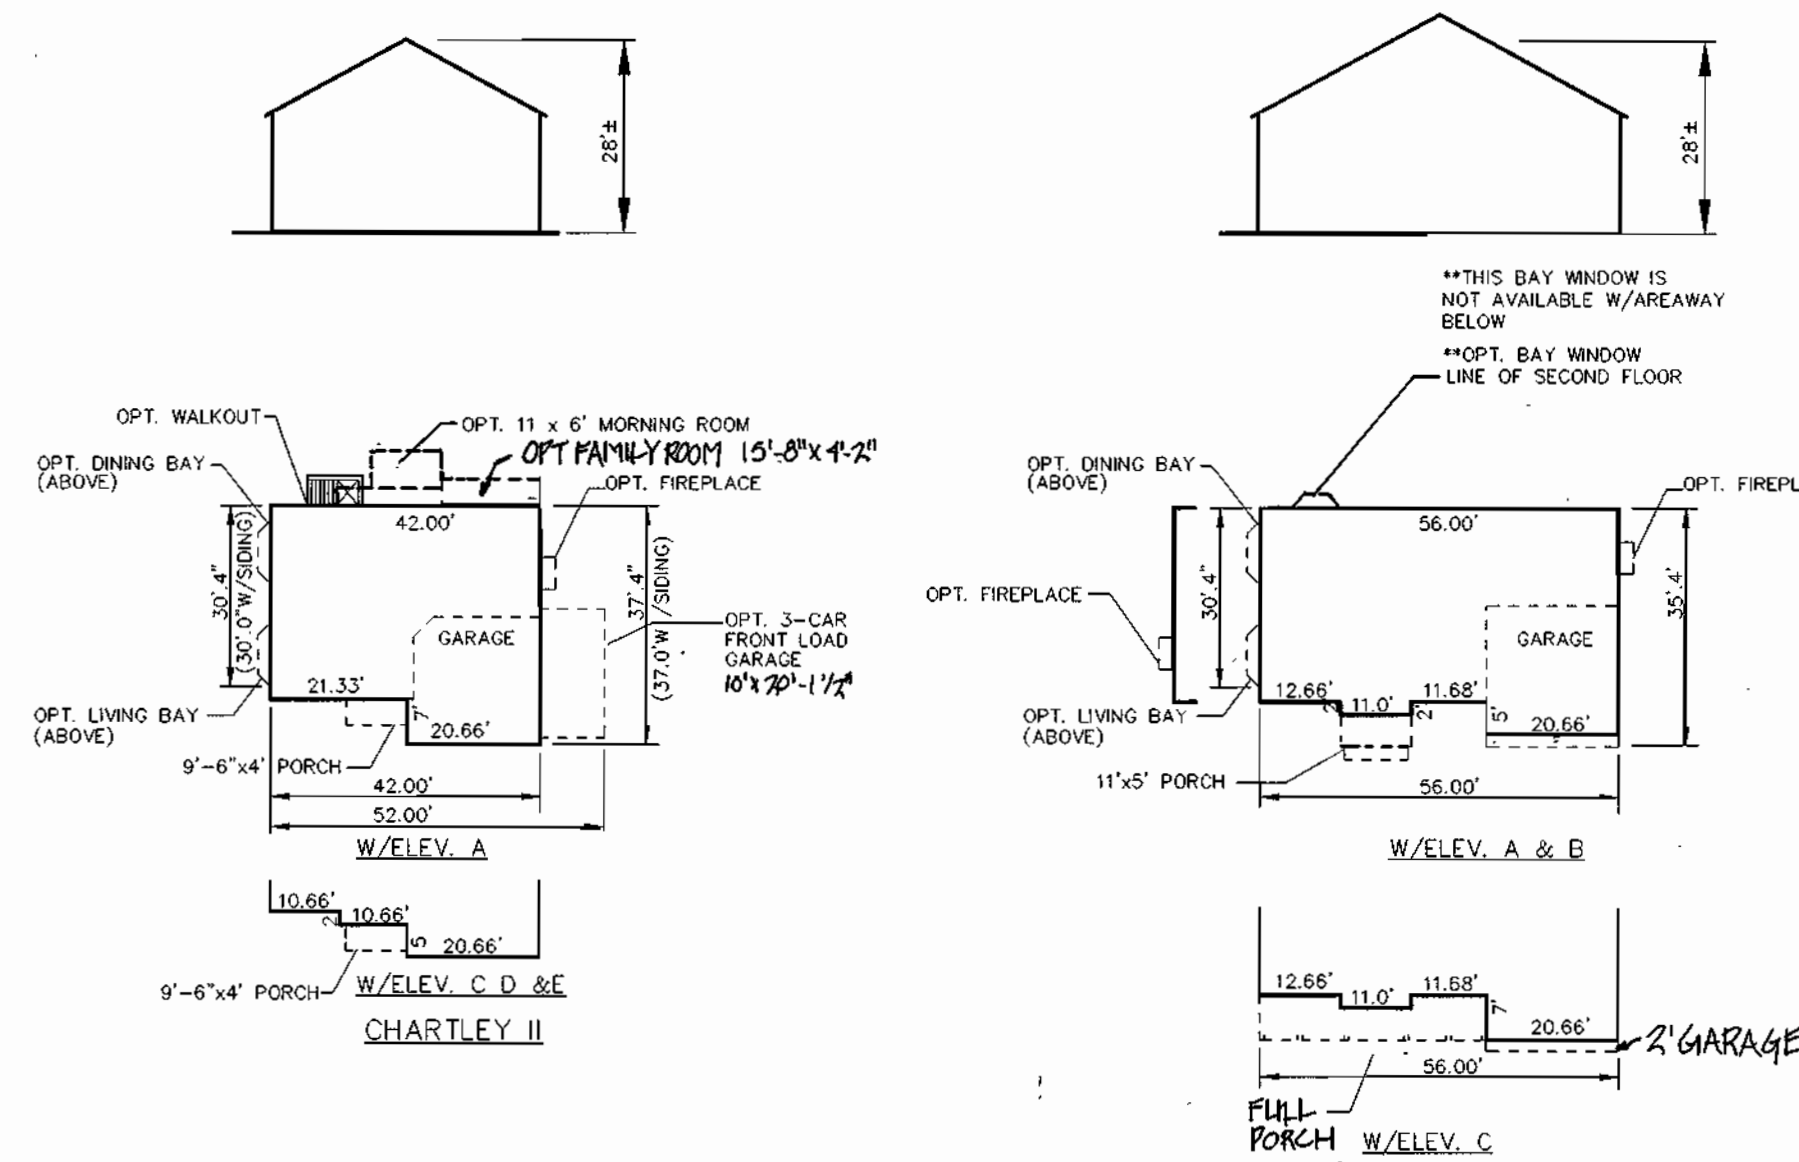 28'±
28'±
**THIS BAY WINDOW IS
NOT AVAILABLE W/AREAWAY
BELOW
**OPT. BAY WINDOW
LINE OF SECOND FLOOR
OPT. WALKOUT
OPT. 11 x 6' MORNING ROOM
OPT FAMILY ROOM 15'-8"x 4'-2"
OPT. DINING BAY
(ABOVE)
OPT. FIREPLACE
42.00'
30'.4"
(30'.0"W/SIDING)
37'.4"
(37.0'W /SIDING)
GARAGE
OPT. 3-CAR
FRONT LOAD
GARAGE
10'x 20'-1 1/2"
21.33'
7'
20.66'
OPT. LIVING BAY
(ABOVE)
9'-6"x4' PORCH
42.00'
52.00'
W/ELEV. A
10.66'
2
10.66'
5
20.66'
9'-6"x4' PORCH
W/ELEV. C D &E
CHARTLEY II
OPT. DINING BAY
(ABOVE)
OPT. FIREPL
56.00'
OPT. FIREPLACE
30'.4"
35'.4'
GARAGE
12.66'
2'
11.0'
2'
11.68'
5'
20.66'
OPT. LIVING BAY
(ABOVE)
11'x5' PORCH
56.00'
W/ELEV. A & B
12.66'
11.0'
11.68'
7'
20.66'
2' GARAGE
56.00'
FULL
PORCH
W/ELEV. C